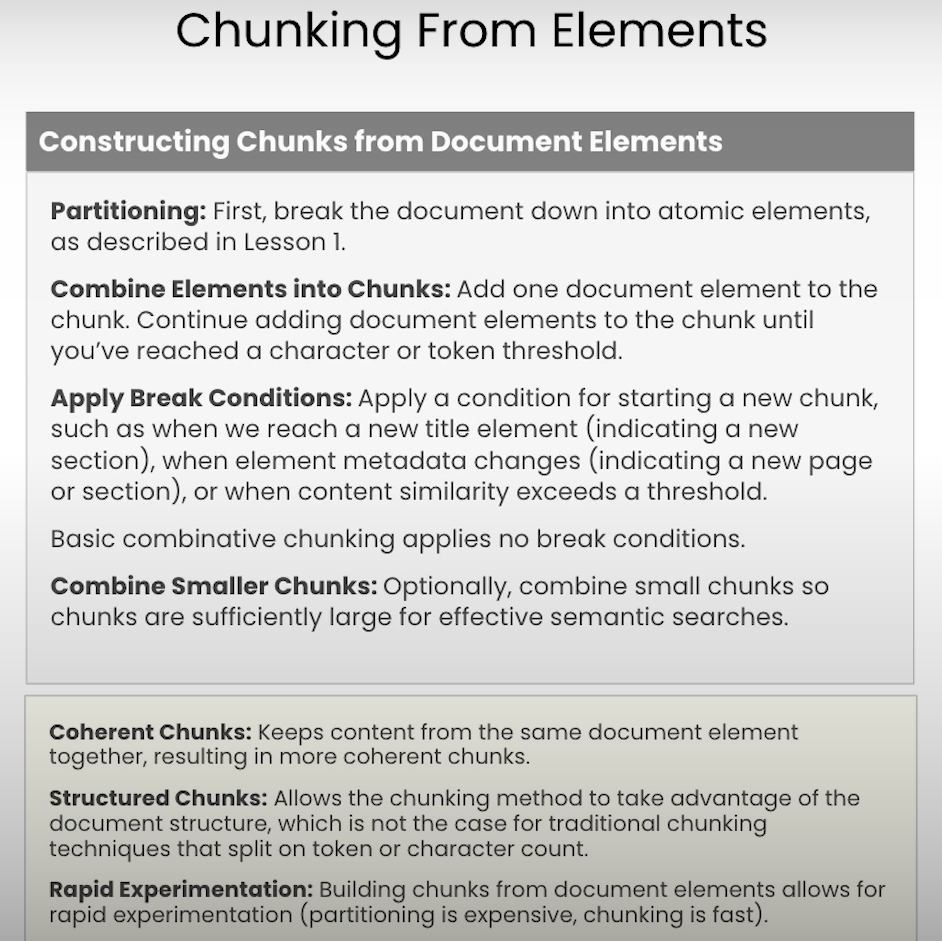 Chunking From Elements
Constructing Chunks from Document Elements
Partitioning: First, break the document down into atomic elements,
as described in Lesson 1.
Combine Elements into Chunks: Add one document element to the
chunk. Continue adding document elements to the chunk until
you’ve reached a character or token threshold.
Apply Break Conditions: Apply a condition for starting a new chunk,
such as when we reach a new title element (indicating a new
section), when element metadata changes (indicating a new page
or section), or when content similarity exceeds a threshold.
Basic combinative chunking applies no break conditions.
Combine Smaller Chunks: Optionally, combine small chunks so
chunks are sufficiently large for effective semantic searches.
Coherent Chunks: Keeps content from the same document element
together, resulting in more coherent chunks.
Structured Chunks: Allows the chunking method to take advantage of the
document structure, which is not the case for traditional chunking
techniques that split on token or character count.
Rapid Experimentation: Building chunks from document elements allows for
rapid experimentation (partitioning is expensive, chunking is fast).